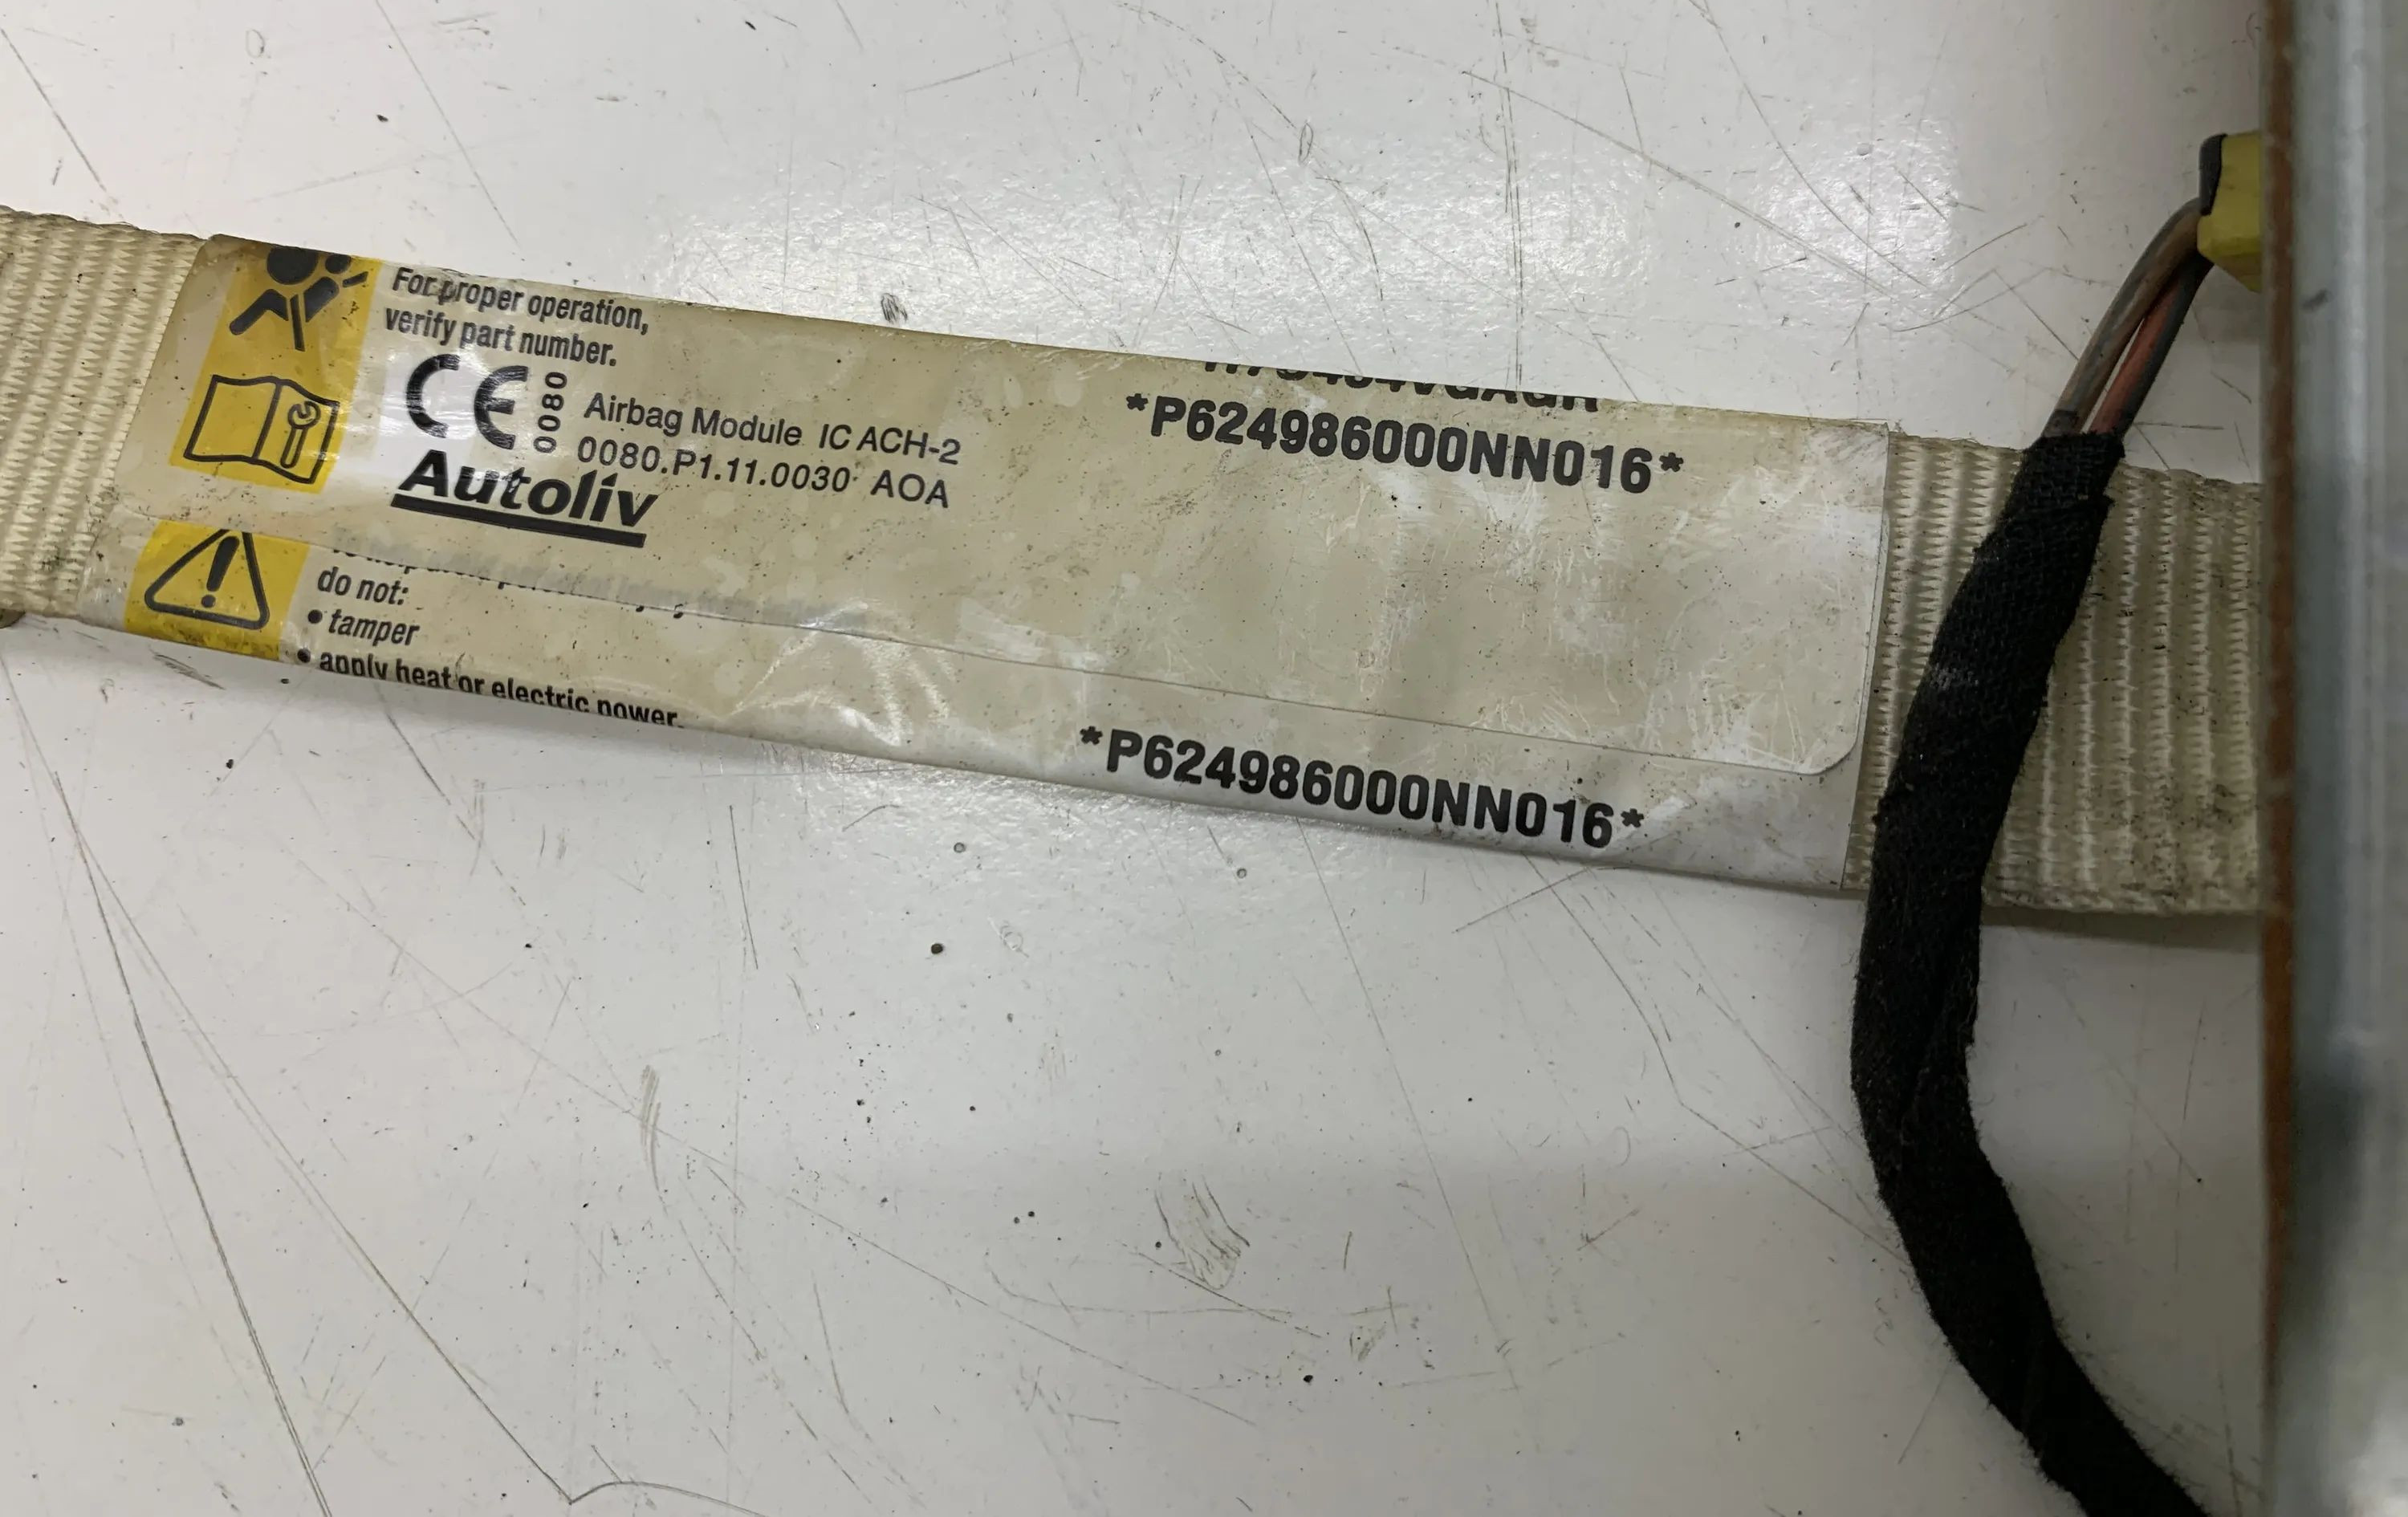 For proper operation,
verify part number.
CE 0080
Airbag Module IC ACH-2
0080.P1.11.0030 AOA
Autoliv
*P624986000NN016*
do not:
• tamper
• apply heat or electric power.
*P624986000NN016*